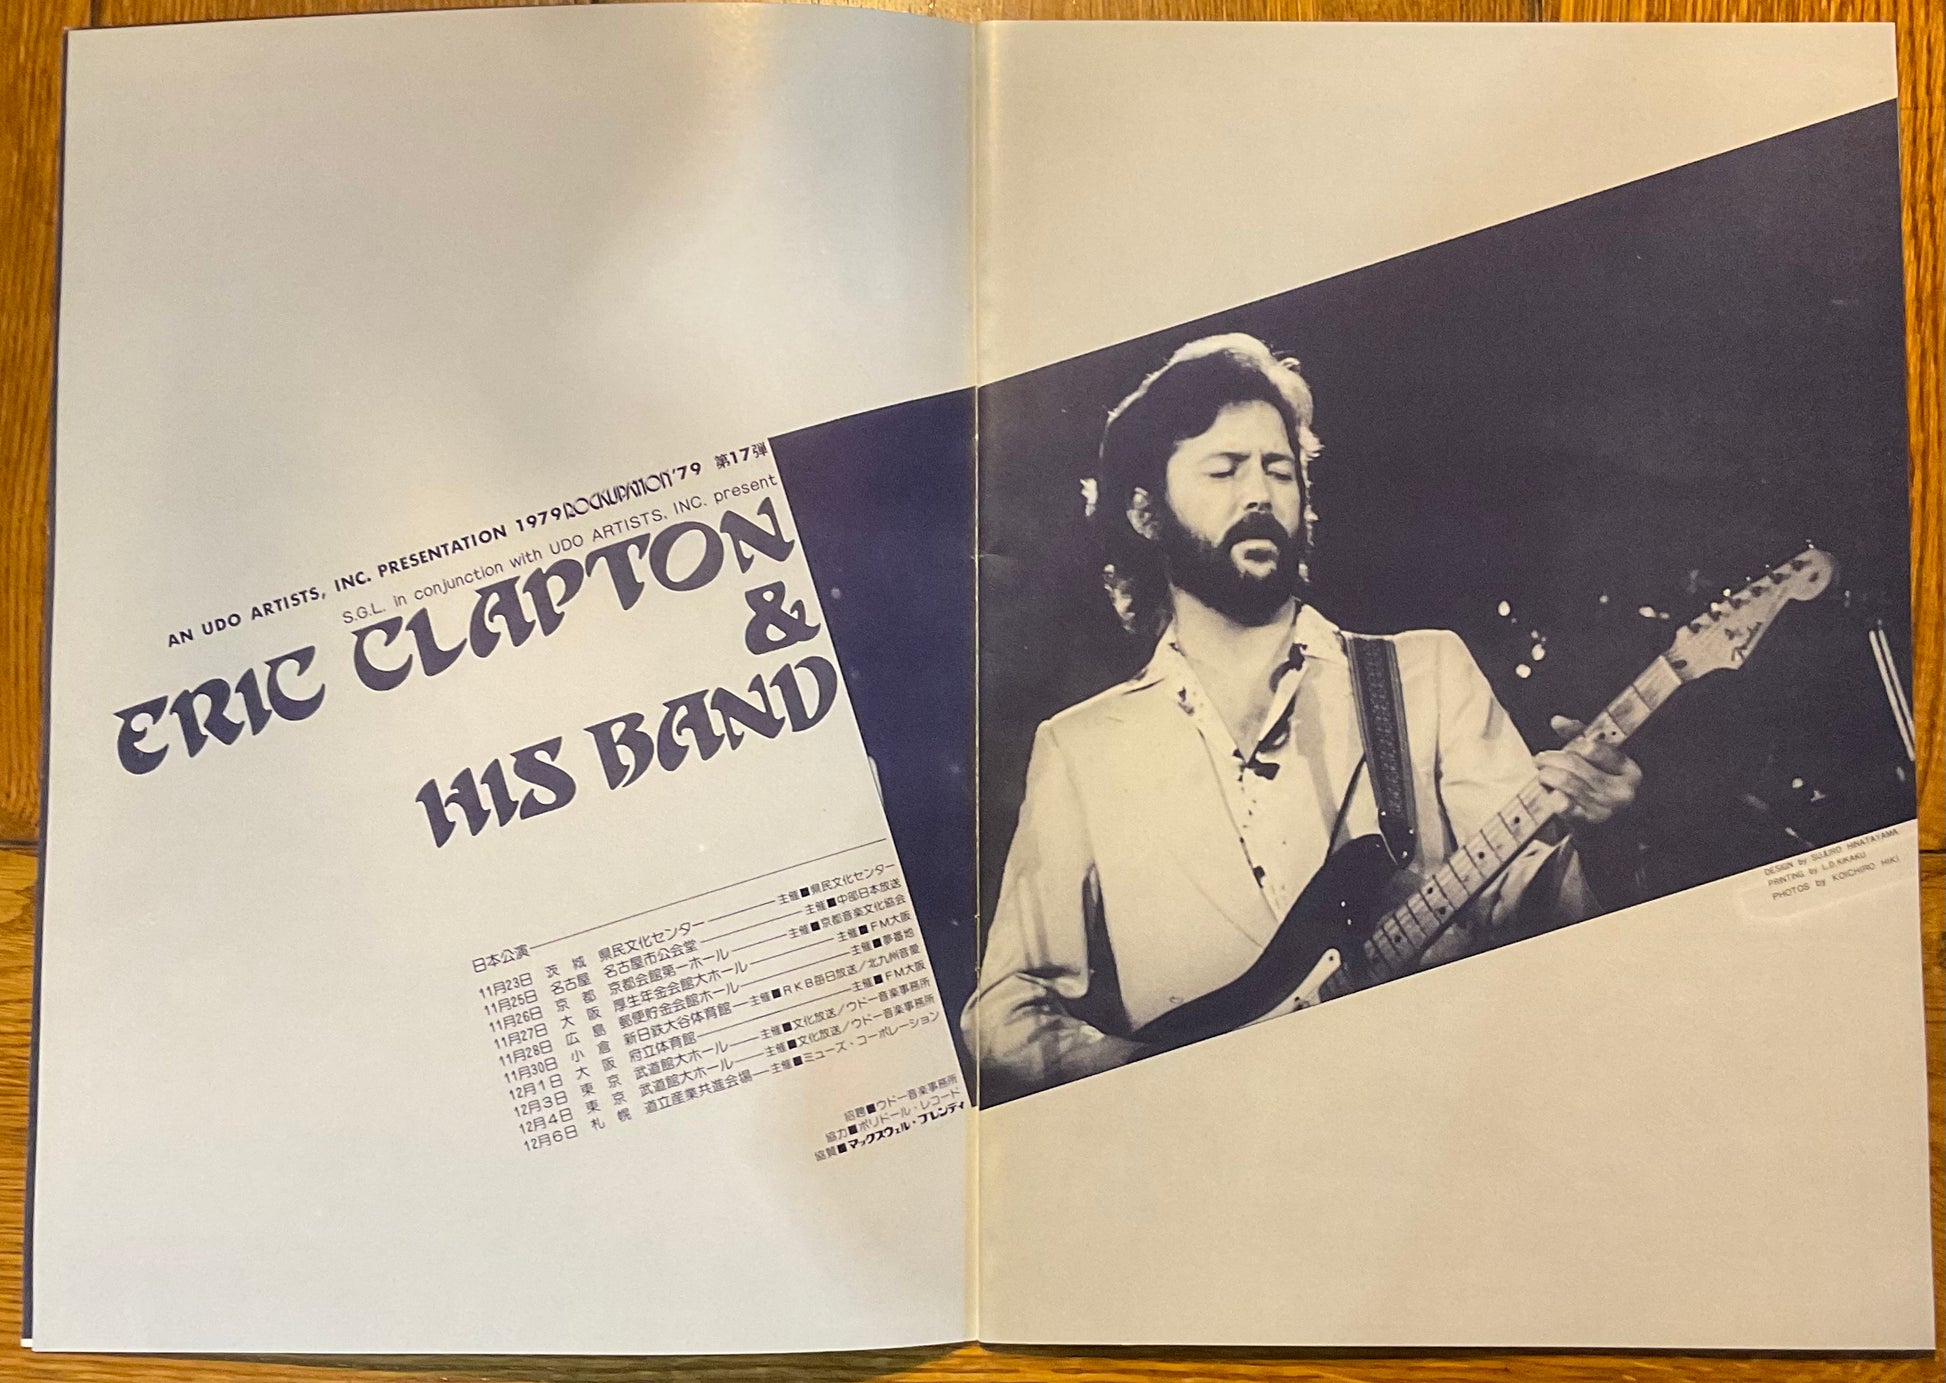 AN UDO ARTISTS, INC. PRESENTATION 1979 ROCKUPATION'79 第17弾
S.G.L. in conjunction with UDO ARTISTS, INC. present
ERIC CLAPTON
&
HIS BAND
日本公演
11月23日 茨城 県民文化センター 主催■県民文化センター
11月25日 名古屋 名古屋市公会堂 主催■中部日本放送
11月26日 京都 京都会館第一ホール 主催■京都音楽文化協会
11月27日 大阪 厚生年金会館大ホール 主催■FM大阪
11月28日 広島 郵便貯金会館ホール 主催■夢番地
11月30日 小倉 新日鉄大谷体育館 主催■RKB毎日放送/北九州音愛
12月1日 大阪 府立体育館 主催■FM大阪
12月3日 東京 武道館大ホール 主催■文化放送/ウドー音楽事務所
12月4日 東京 武道館大ホール 主催■文化放送/ウドー音楽事務所
12月6日 札幌 道立産業共進会場 主催■ミューズ・コーポレーション
招聘■ウドー音楽事務所
協力■ポリドール・レコード
協賛■マックスウェル・ブレンディ
Fender
DESIGN by SUJIRO HINATAYAMA
PRINTING by L.D.KIKAKU
PHOTOS by KOICHIRO HIKI